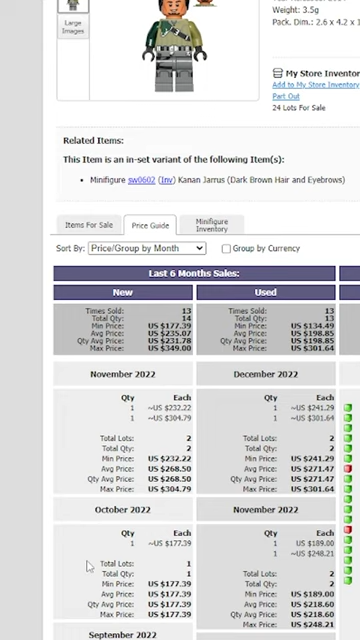 Weight: 3.5g
Pack. Dim.: 2.6 x 4.2 x
Large
Images
My Store Inventor
Add to My Store Inventory
Part Out
24 Lots For Sale
Related Items:
This Item is an in-set variant of the following Item(s):
• Minifigure sw0602 (Inv) Kanan Jarrus (Dark Brown Hair and Eyebrows)
Items For Sale
Price Guide
Minifigure
Inventory
Sort By: Price/Group by Month
Group by Currency
Last 6 Months Sales:
New Used
Times Sold: 13 Times Sold: 13
Total Qty: 14 Total Qty: 13
Min Price: US $177.39 Min Price: US $134.49
Avg Price: US $235.07 Avg Price: US $198.85
Qty Avg Price: US $231.78 Qty Avg Price: US $198.85
Max Price: US $349.00 Max Price: US $301.64
November 2022 December 2022
Qty Each Qty Each
1 ~US $232.22 1 ~US $241.29
1 ~US $304.79 1 ~US $301.64
Total Lots: 2 Total Lots: 2
Total Qty: 2 Total Qty: 2
Min Price: US $232.22 Min Price: US $241.29
Avg Price: US $268.50 Avg Price: US $271.47
Qty Avg Price: US $268.50 Qty Avg Price: US $271.47
Max Price: US $304.79 Max Price: US $301.64
October 2022 November 2022
Qty Each Qty Each
1 ~US $177.39 1 US $189.00
1 ~US $248.21
Total Lots: 1
Total Qty: 1 Total Lots: 2
Min Price: US $177.39 Total Qty: 2
Avg Price: US $177.39 Min Price: US $189.00
Qty Avg Price: US $177.39 Avg Price: US $218.60
Max Price: US $177.39 Qty Avg Price: US $218.60
Max Price: US $248.21
September 2022